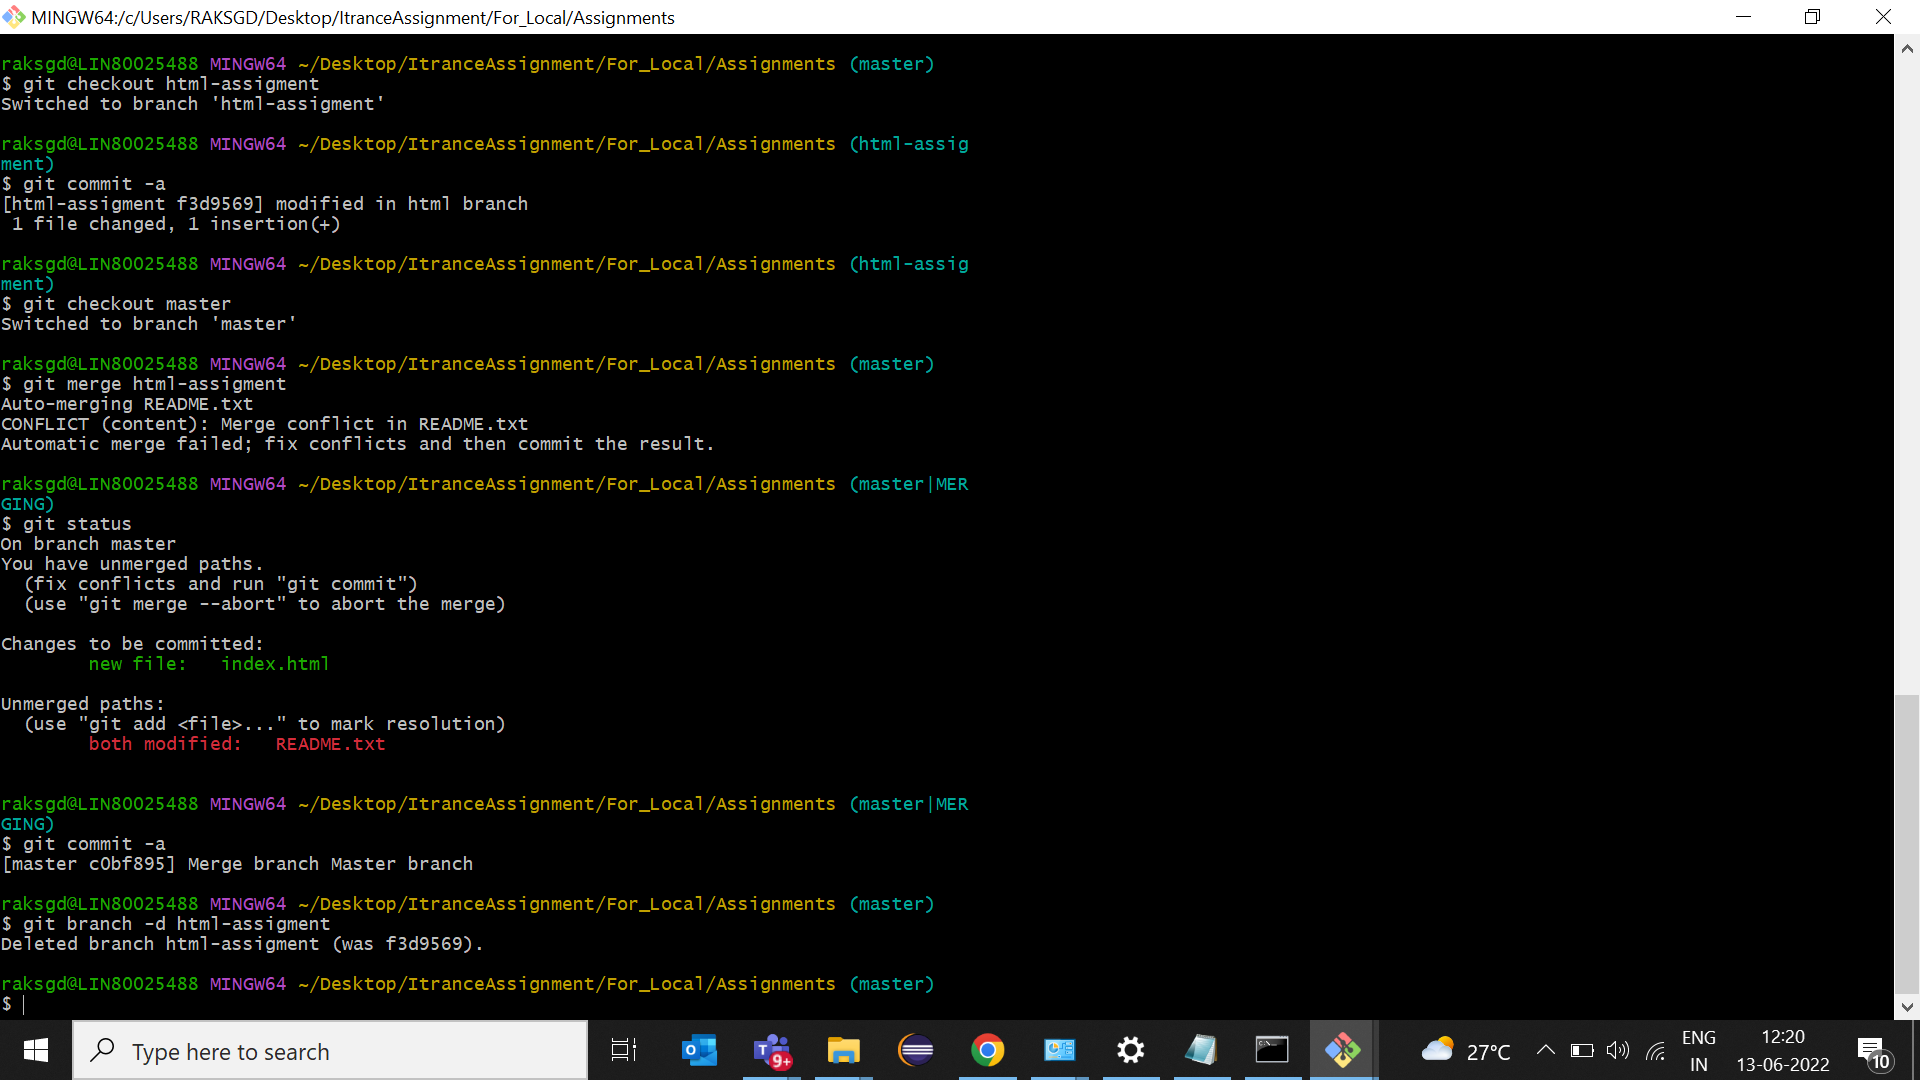 MINGW64:/c/Users/RAKSGD/Desktop/ItranceAssignment/For_Local/Assignments
raksgd@LIN80025488 MINGW64 ~/Desktop/ItranceAssignment/For_Local/Assignments (master)
$ git checkout html-assigment
Switched to branch 'html-assigment'
raksgd@LIN80025488 MINGW64 ~/Desktop/ItranceAssignment/For_Local/Assignments (html-assig
ment)
$ git commit -a
[html-assigment f3d9569] modified in html branch
 1 file changed, 1 insertion(+)
raksgd@LIN80025488 MINGW64 ~/Desktop/ItranceAssignment/For_Local/Assignments (html-assig
ment)
$ git checkout master
Switched to branch 'master'
raksgd@LIN80025488 MINGW64 ~/Desktop/ItranceAssignment/For_Local/Assignments (master)
$ git merge html-assigment
Auto-merging README.txt
CONFLICT (content): Merge conflict in README.txt
Automatic merge failed; fix conflicts and then commit the result.
raksgd@LIN80025488 MINGW64 ~/Desktop/ItranceAssignment/For_Local/Assignments (master|MER
GING)
$ git status
On branch master
You have unmerged paths.
  (fix conflicts and run "git commit")
  (use "git merge --abort" to abort the merge)
Changes to be committed:
        new file:   index.html
Unmerged paths:
  (use "git add <file>..." to mark resolution)
        both modified:   README.txt
raksgd@LIN80025488 MINGW64 ~/Desktop/ItranceAssignment/For_Local/Assignments (master|MER
GING)
$ git commit -a
[master c0bf895] Merge branch Master branch
raksgd@LIN80025488 MINGW64 ~/Desktop/ItranceAssignment/For_Local/Assignments (master)
$ git branch -d html-assigment
Deleted branch html-assigment (was f3d9569).
raksgd@LIN80025488 MINGW64 ~/Desktop/ItranceAssignment/For_Local/Assignments (master)
$
Type here to search
9+
27°C
ENG
IN
12:20
13-06-2022
10